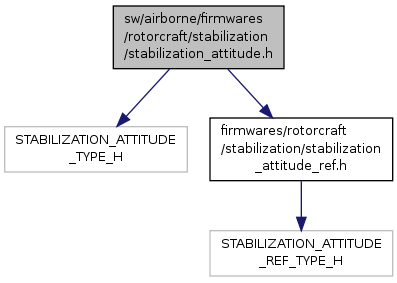 sw/airborne/firmwares
/rotorcraft/stabilization
/stabilization_attitude.h
STABILIZATION_ATTITUDE
_TYPE_H
firmwares/rotorcraft
/stabilization/stabilization
_attitude_ref.h
STABILIZATION_ATTITUDE
_REF_TYPE_H